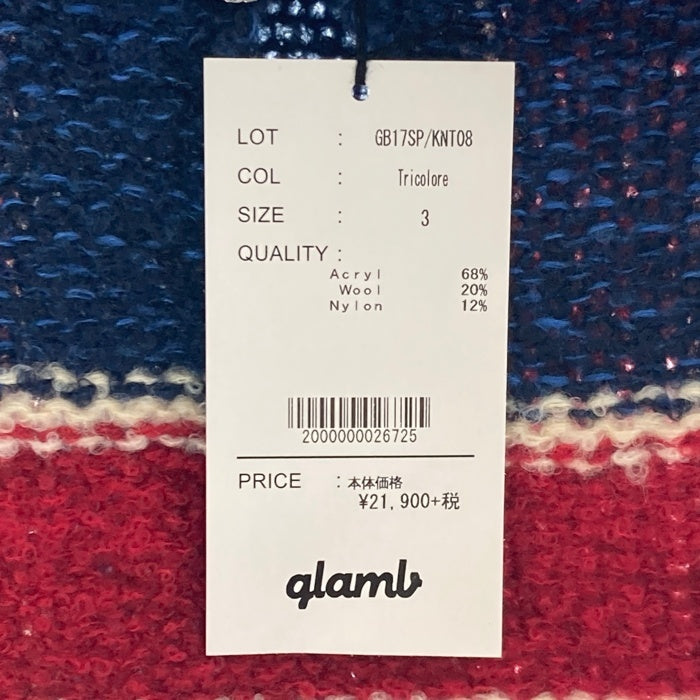 LOT : GB17SP/KNT08
COL : Tricolore
SIZE : 3
QUALITY :
Acryl 68%
Wool 20%
Nylon 12%
2000000026725
PRICE : 本体価格
¥21,900+税
glamb